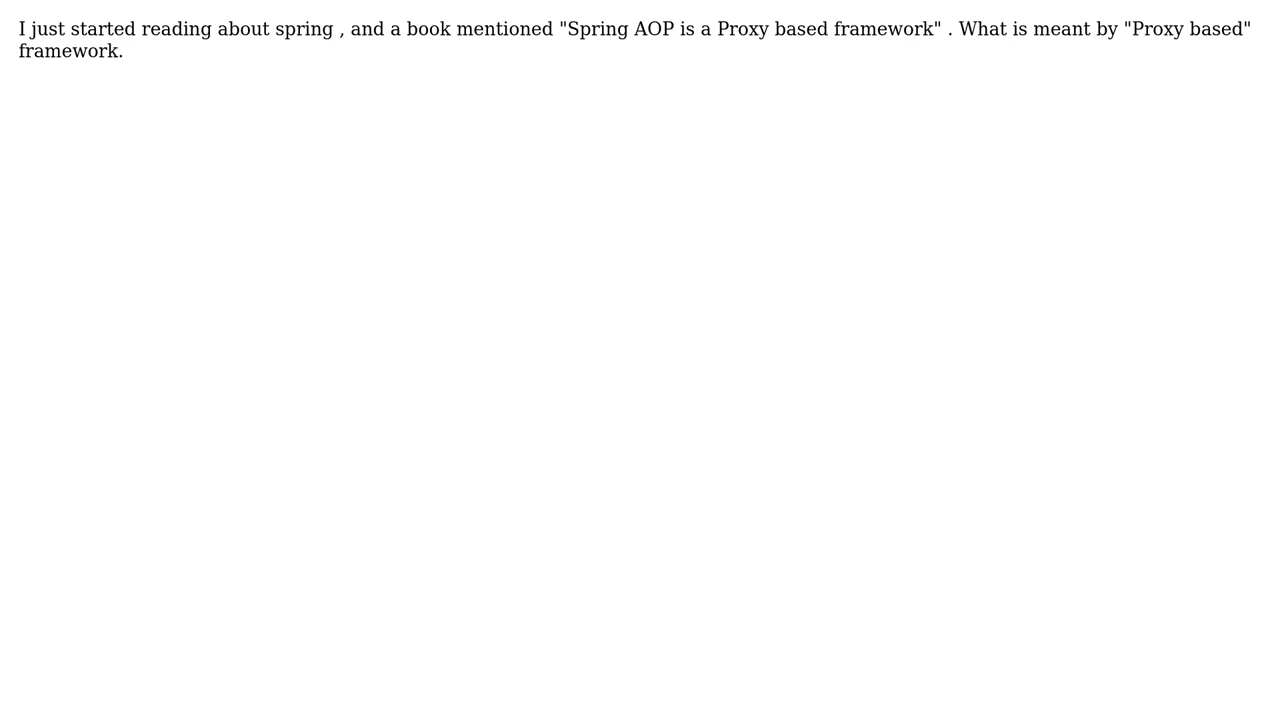 I just started reading about spring , and a book mentioned "Spring AOP is a Proxy based framework" . What is meant by "Proxy based"
framework.